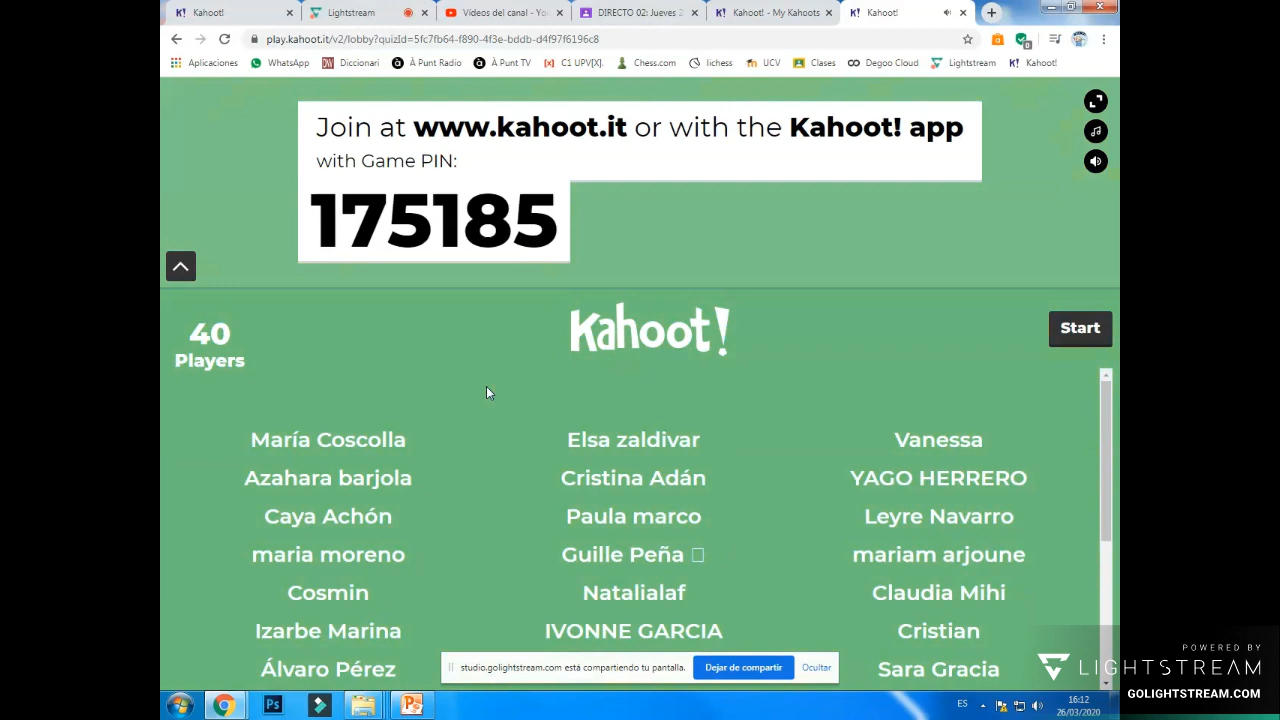 Kahoot!
Lightstream
Vídeos del canal - Yo
DIRECTO 02: Jueves 2
Kahoot! - My Kahoots
Kahoot!
play.kahoot.it/v2/lobby?quizId=5fc7fb64-f890-4f3e-bddb-d4f97f6196c8
Aplicaciones WhatsApp Diccionari À Punt Radio À Punt TV C1 UPV[X]. Chess.com lichess UCV Clases Degoo Cloud Lightstream Kahoot!
Join at www.kahoot.it or with the Kahoot! app
with Game PIN:
175185
40
Players
Kahoot!
Start
María Coscolla Elsa zaldivar Vanessa
Azahara barjola Cristina Adán YAGO HERRERO
Caya Achón Paula marco Leyre Navarro
maria moreno Guille Peña mariam arjoune
Cosmin Natalialaf Claudia Mihi
Izarbe Marina IVONNE GARCIA Cristian
Álvaro Pérez Sara Gracia
studio.golightstream.com está compartiendo tu pantalla. Dejar de compartir Ocultar
POWERED BY
LIGHTSTREAM
GOLIGHTSTREAM.COM
Ps
ES
16:12
26/03/2020